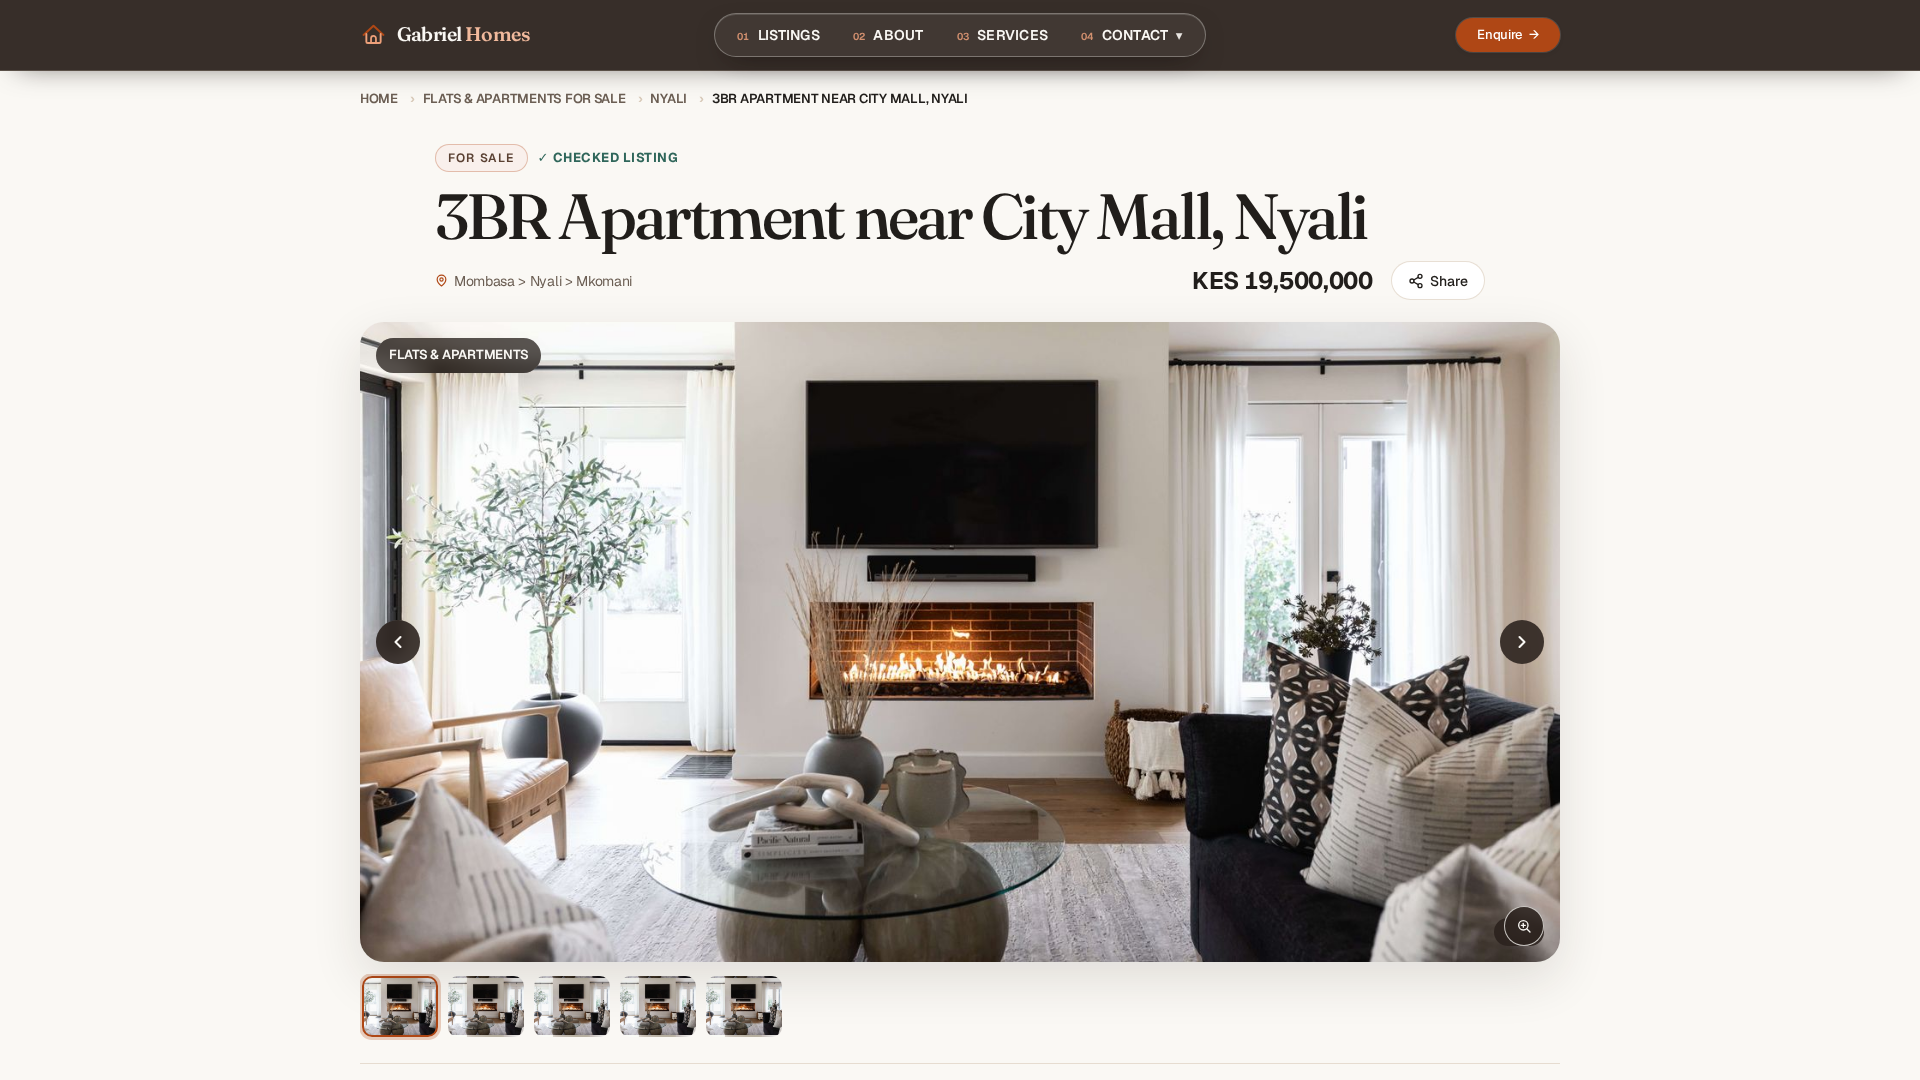 Gabriel Homes
01 LISTINGS 02 ABOUT 03 SERVICES 04 CONTACT ▾
Enquire →
HOME › FLATS & APARTMENTS FOR SALE › NYALI › 3BR APARTMENT NEAR CITY MALL, NYALI
FOR SALE ✓ CHECKED LISTING
3BR Apartment near City Mall, Nyali
Mombasa > Nyali > Mkomani
KES 19,500,000
Share
FLATS & APARTMENTS
Pacific Natural
SIMPLICITY